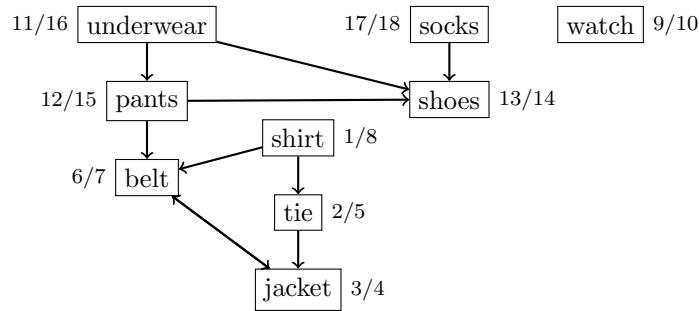 11/16 underwear 17/18 socks watch 9/10
12/15 pants shoes 13/14
shirt 1/8
6/7 belt
tie 2/5
jacket 3/4